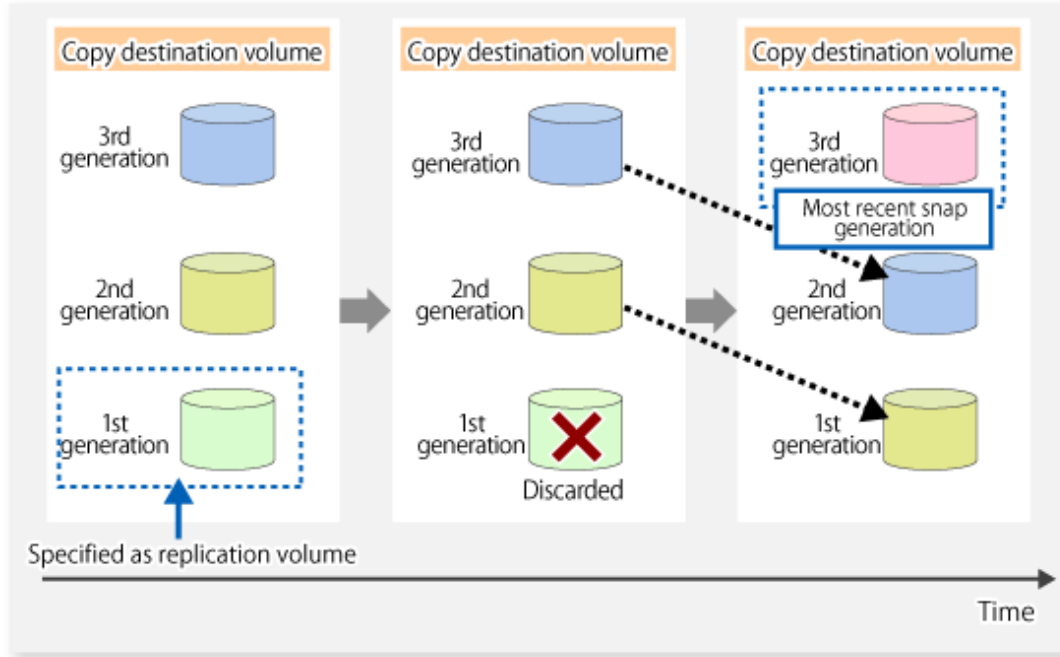 Copy destination volume
3rd
generation
2nd
generation
1st
generation
Specified as replication volume
Copy destination volume
3rd
generation
2nd
generation
1st
generation
Discarded
Copy destination volume
3rd
generation
Most recent snap
generation
2nd
generation
1st
generation
Time